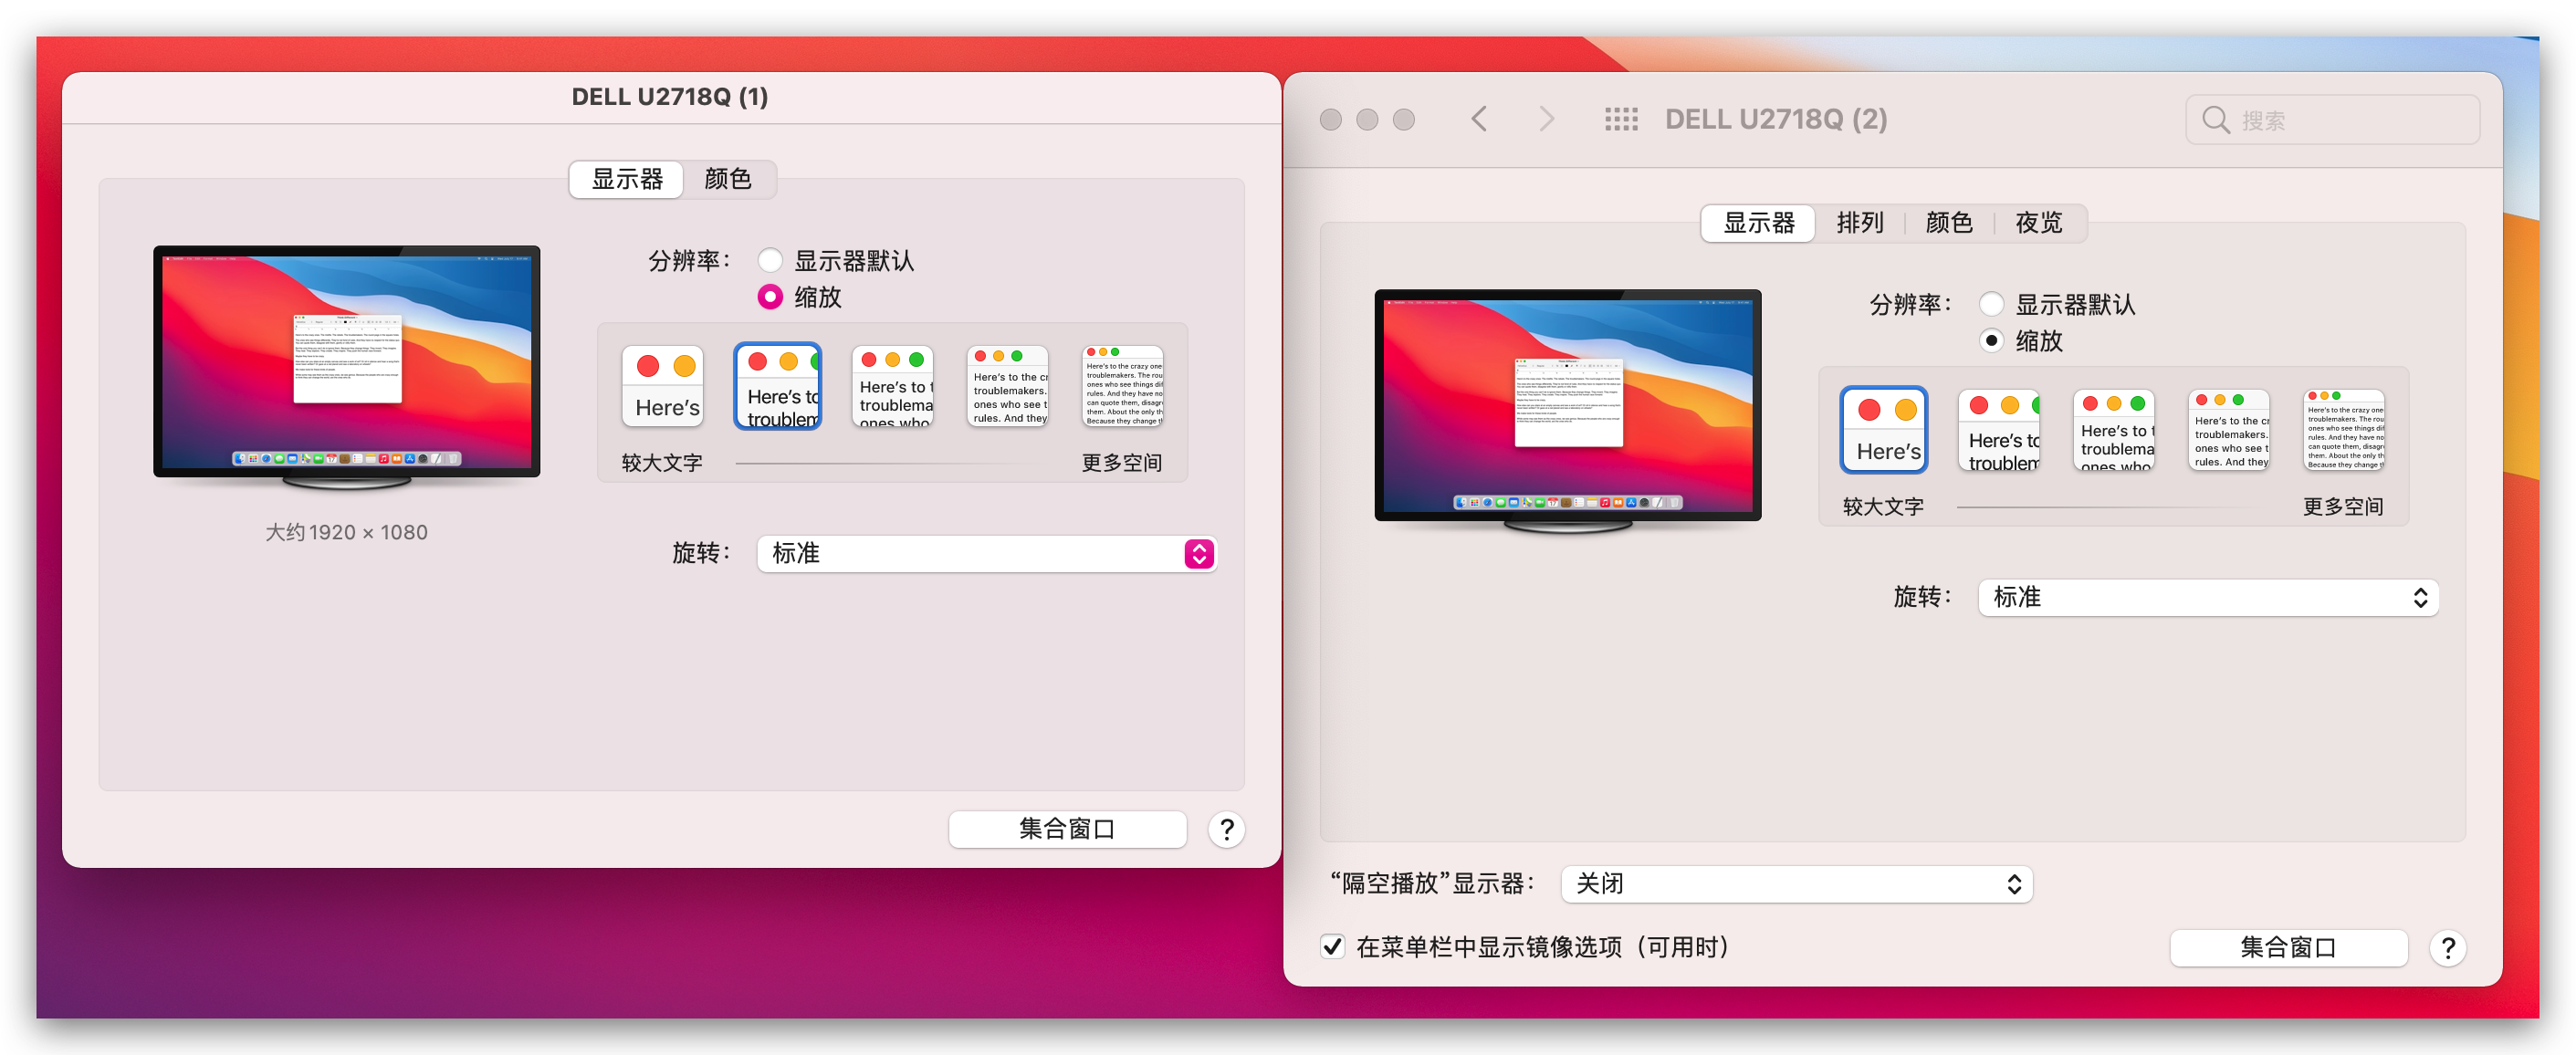 DELL U2718Q (1)
显示器 颜色
分辨率： 显示器默认
缩放
Here's
Here's to
troublem
Here's to t
troublema
ones who
Here's to the cr
troublemakers.
ones who see t
rules. And they
Here's to the crazy one
troublemakers. The rou
ones who see things dif
rules. And they have no
can quote them, disagre
them. About the only th
Because they change th
较大文字 更多空间
大约1920 × 1080
旋转： 标准
集合窗口 ?
DELL U2718Q (2)
搜索
显示器 排列 颜色 夜览
分辨率： 显示器默认
缩放
Here's
Here's to
troublem
Here's to t
troublema
ones who
Here's to the cr
troublemakers.
ones who see t
rules. And they
Here's to the crazy one
troublemakers. The rou
ones who see things dif
rules. And they have no
can quote them, disagre
them. About the only th
Because they change th
较大文字 更多空间
旋转： 标准
“隔空播放”显示器： 关闭
在菜单栏中显示镜像选项（可用时）
集合窗口 ?